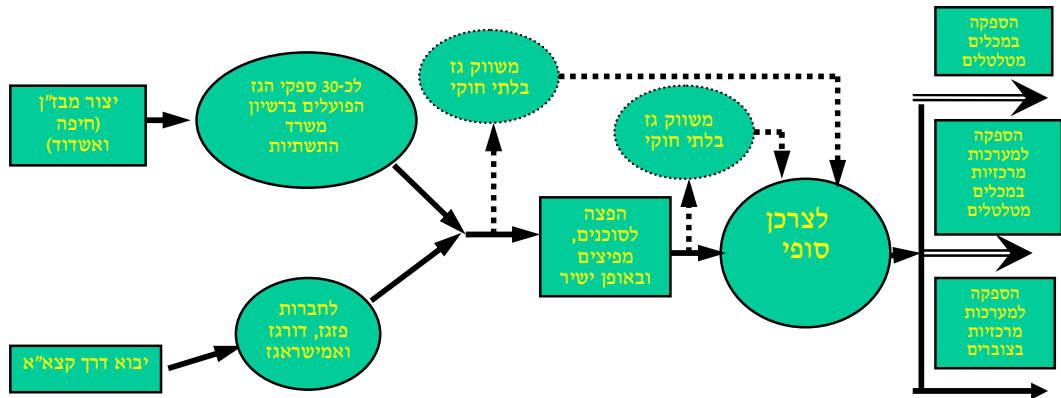 יצור מבז"ן
(חיפה
ואשדוד)
לכ-30 ספקי הגז
הפועלים ברשיון
משרד
התשתיות
משווק גז
בלתי חוקי
משווק גז
בלתי חוקי
הפצה
לסוכנים,
מפיצים
ובאופן ישיר
לצרכן
סופי
יבוא דרך קצא"א
לחברות
פזגז, דורגז
ואמישראגז
הספקה
במכלים
מטלטלים
הספקה
למערכות
מרכזיות
במכלים
מטלטלים
הספקה
למערכות
מרכזיות
בצוברים